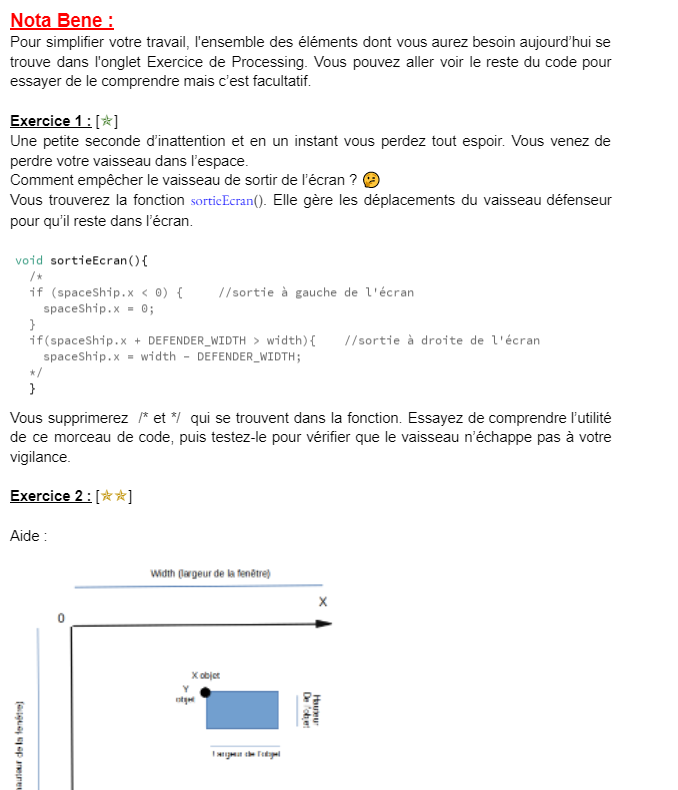 Nota Bene :
Pour simplifier votre travail, l'ensemble des éléments dont vous aurez besoin aujourd'hui se
trouve dans l'onglet Exercice de Processing. Vous pouvez aller voir le reste du code pour
essayer de le comprendre mais c'est facultatif.
Exercice 1 : [★]
Une petite seconde d'inattention et en un instant vous perdez tout espoir. Vous venez de
perdre votre vaisseau dans l'espace.
Comment empêcher le vaisseau de sortir de l'écran ? 🤔
Vous trouverez la fonction sortieEcran(). Elle gère les déplacements du vaisseau défenseur
pour qu'il reste dans l'écran.
void sortieEcran(){
/*
if (spaceShip.x < 0) { //sortie à gauche de l'écran
spaceShip.x = 0;
}
if(spaceShip.x + DEFENDER_WIDTH > width){ //sortie à droite de l'écran
spaceShip.x = width - DEFENDER_WIDTH;
*/
}
Vous supprimerez /* et */ qui se trouvent dans la fonction. Essayez de comprendre l'utilité
de ce morceau de code, puis testez-le pour vérifier que le vaisseau n'échappe pas à votre
vigilance.
Exercice 2 : [★★]
Aide :
Width (largeur de la fenêtre)
X
0
X objet
Y
objet
Hauteur
De l'objet
Largeur de l'objet
hauteur de la fenêtre)